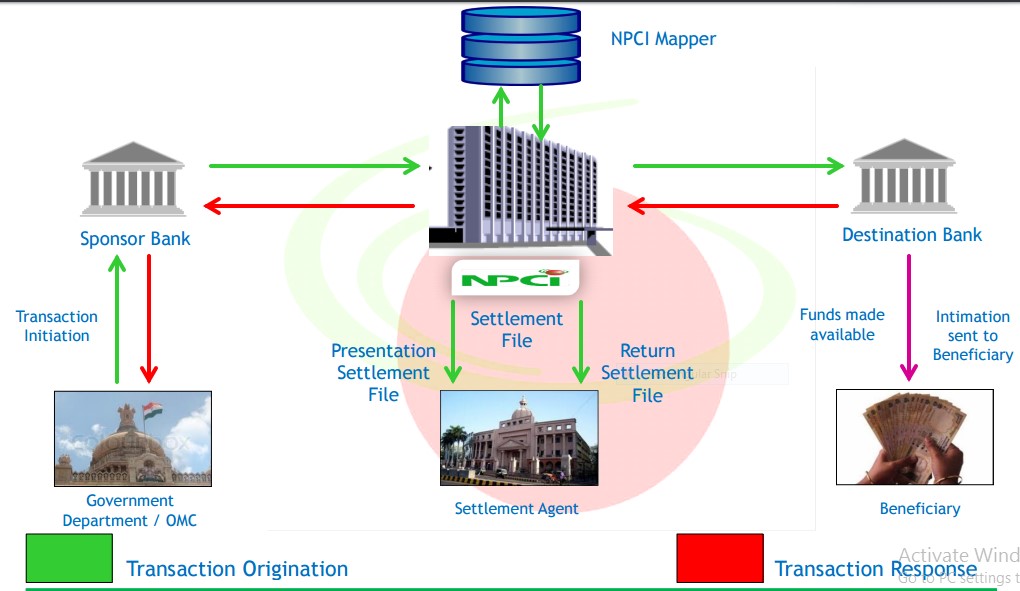 NPCI Mapper
Sponsor Bank
Destination Bank
NPCI
Transaction
Initiation
Settlement
File
Presentation
Settlement
File
Return
Settlement
File
Funds made
available
Intimation
sent to
Beneficiary
Government
Department / OMC
Settlement Agent
Beneficiary
Transaction Origination
Transaction Response
Activate Wind
Go to PC settings t